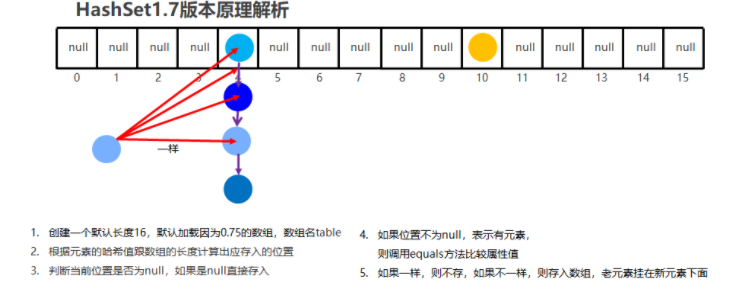 HashSet1.7版本原理解析
null null null null null null null null null null null null null null
0 1 2 3 4 5 6 7 8 9 10 11 12 13 14 15
一样
1. 创建一个默认长度16，默认加载因为0.75的数组，数组名table
2. 根据元素的哈希值跟数组的长度计算出应存入的位置
3. 判断当前位置是否为null，如果是null直接存入
4. 如果位置不为null，表示有元素，
则调用equals方法比较属性值
5. 如果一样，则不存，如果不一样，则存入数组，老元素挂在新元素下面